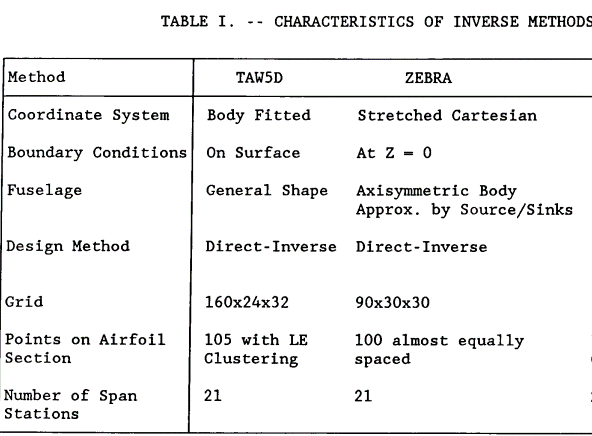 TABLE I. -- CHARACTERISTICS OF INVERSE METHODS
Method TAW5D ZEBRA
Coordinate System Body Fitted Stretched Cartesian
Boundary Conditions On Surface At Z = 0
Fuselage General Shape Axisymmetric Body
Approx. by Source/Sinks
Design Method Direct-Inverse Direct-Inverse
Grid 160x24x32 90x30x30
Points on Airfoil 105 with LE 100 almost equally
Section Clustering spaced
Number of Span 21 21
Stations